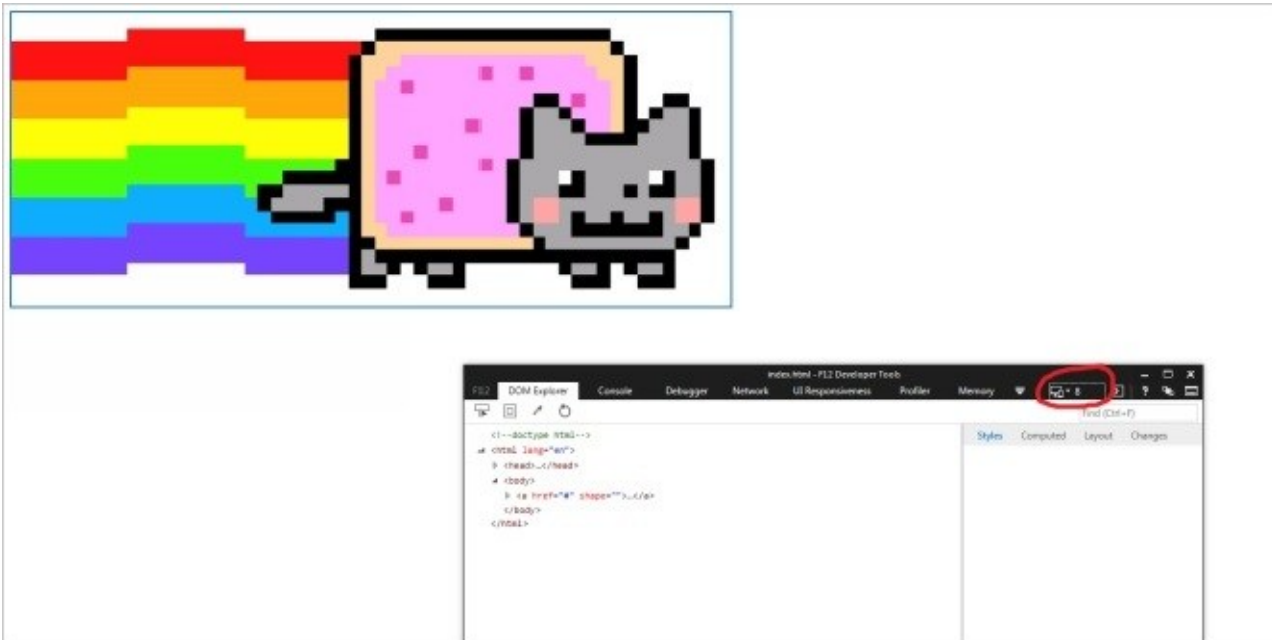 index.html - F12 Developer Tools
F12 DOM Explorer Console Debugger Network UI Responsiveness Profiler Memory 8 ?
Find (Ctrl+F)
Styles Computed Layout Changes
<!--doctype html-->
<html lang="en">
<head>…</head>
<body>
<a href="#" shape="">…</a>
</body>
</html>